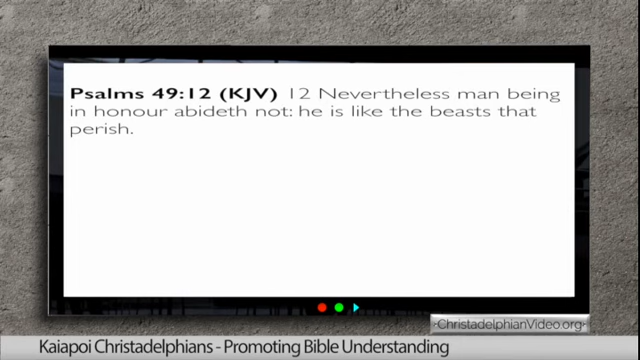 Psalms 49:12 (KJV) 12 Nevertheless man being
in honour abideth not: he is like the beasts that
perish.
ChristadelphianVideo.org
Kaiapoi Christadelphians - Promoting Bible Understanding